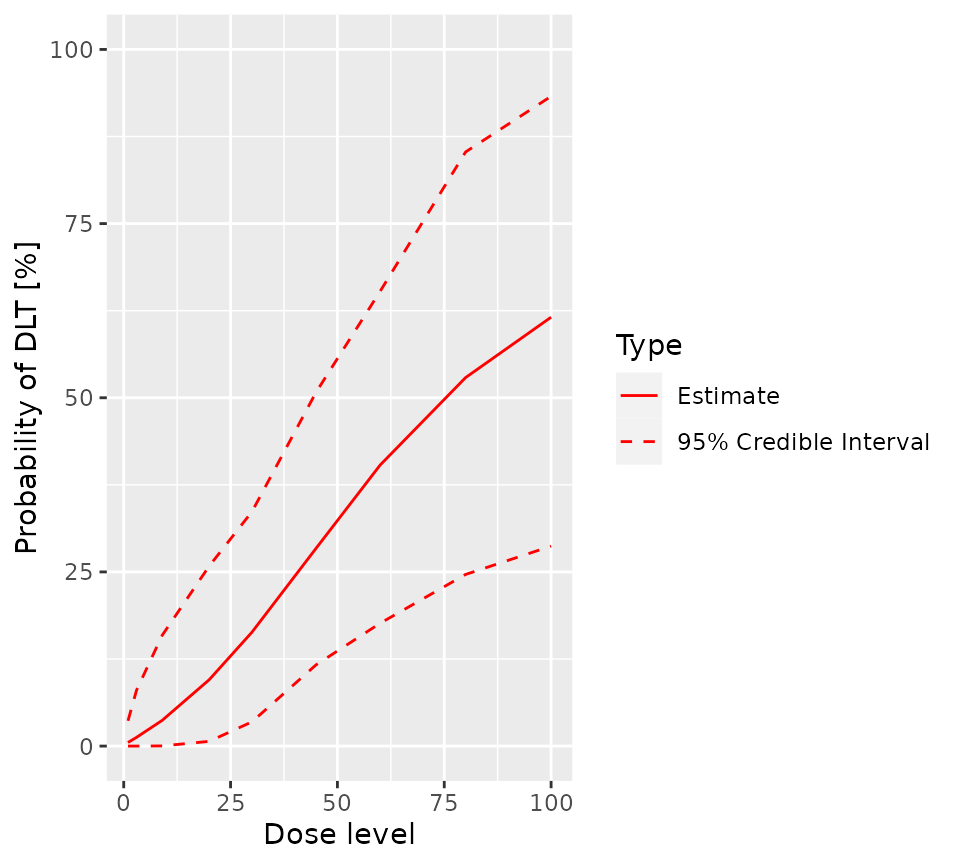 Probability of DLT [%]
100
75
50
25
0
0 25 50 75 100
Dose level
Type
Estimate
95% Credible Interval